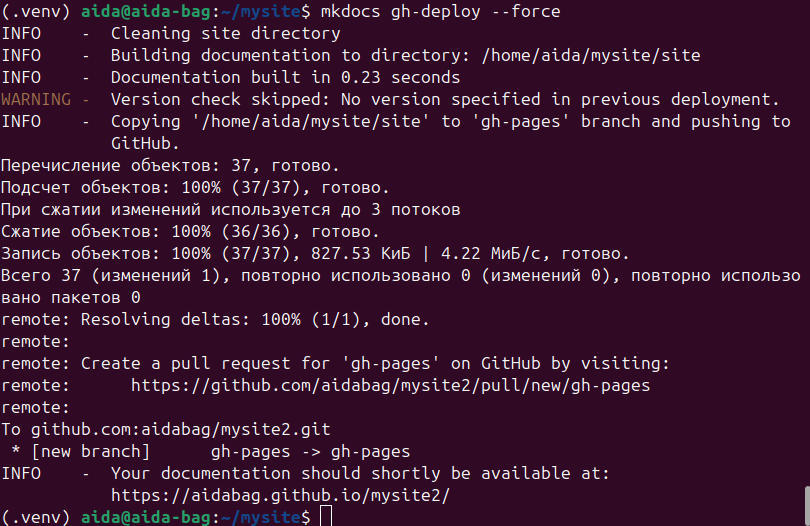 (.venv) aida@aida-bag:~/mysite$ mkdocs gh-deploy --force
INFO    -  Cleaning site directory
INFO    -  Building documentation to directory: /home/aida/mysite/site
INFO    -  Documentation built in 0.23 seconds
WARNING -  Version check skipped: No version specified in previous deployment.
INFO    -  Copying '/home/aida/mysite/site' to 'gh-pages' branch and pushing to
           GitHub.
Перечисление объектов: 37, готово.
Подсчет объектов: 100% (37/37), готово.
При сжатии изменений используется до 3 потоков
Сжатие объектов: 100% (36/36), готово.
Запись объектов: 100% (37/37), 827.53 КиБ | 4.22 МиБ/с, готово.
Всего 37 (изменений 1), повторно использовано 0 (изменений 0), повторно использо
вано пакетов 0
remote: Resolving deltas: 100% (1/1), done.
remote:
remote: Create a pull request for 'gh-pages' on GitHub by visiting:
remote:      https://github.com/aidabag/mysite2/pull/new/gh-pages
remote:
To github.com:aidabag/mysite2.git
 * [new branch]      gh-pages -> gh-pages
INFO    -  Your documentation should shortly be available at:
           https://aidabag.github.io/mysite2/
(.venv) aida@aida-bag:~/mysite$